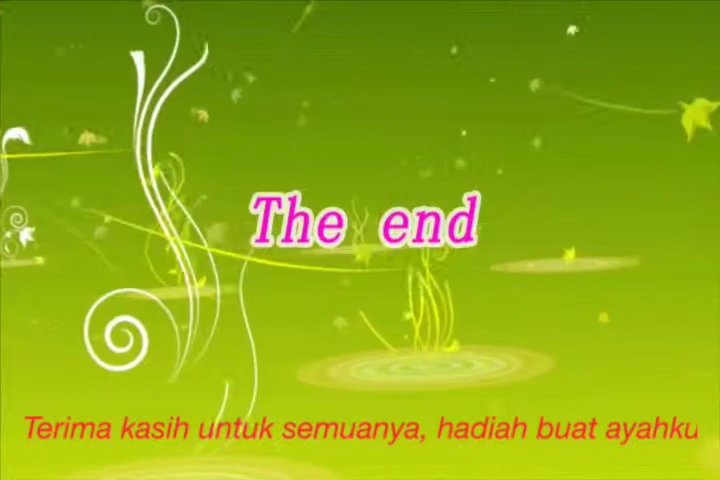 The end
Terima kasih untuk semuanya, hadiah buat ayahku